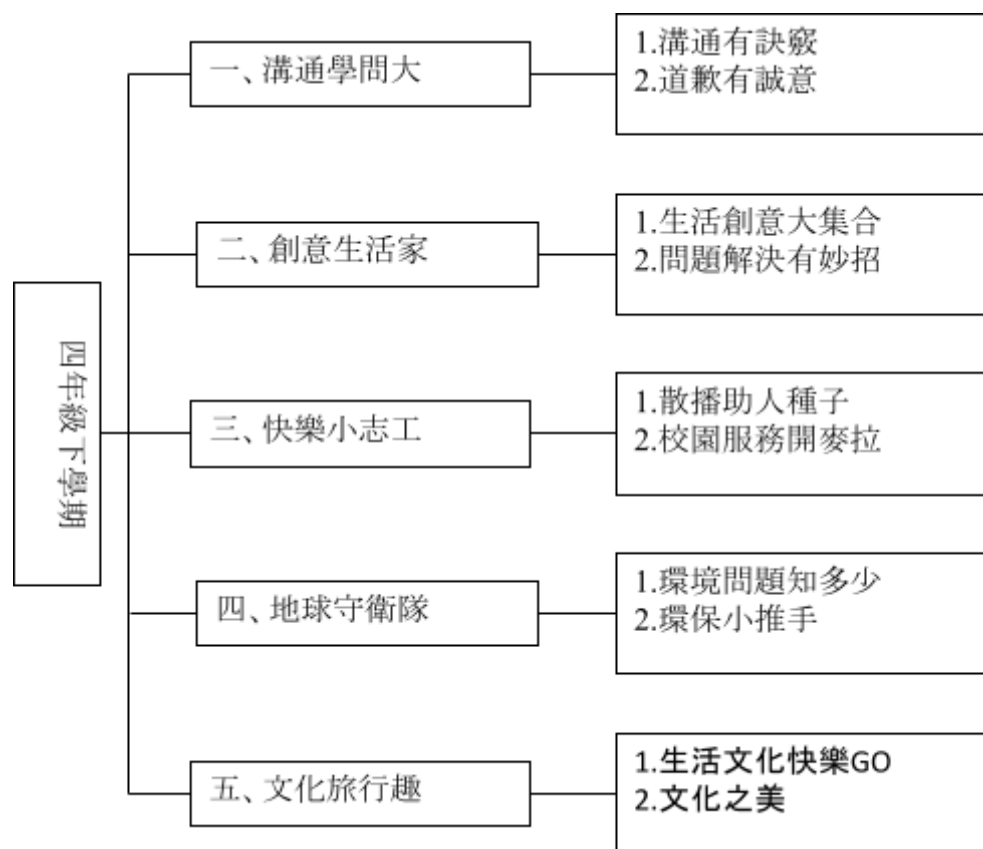 四年級下學期
一、溝通學問大
1.溝通有訣竅
2.道歉有誠意
二、創意生活家
1.生活創意大集合
2.問題解決有妙招
三、快樂小志工
1.散播助人種子
2.校園服務開麥拉
四、地球守衛隊
1.環境問題知多少
2.環保小推手
五、文化旅行趣
1.生活文化快樂GO
2.文化之美